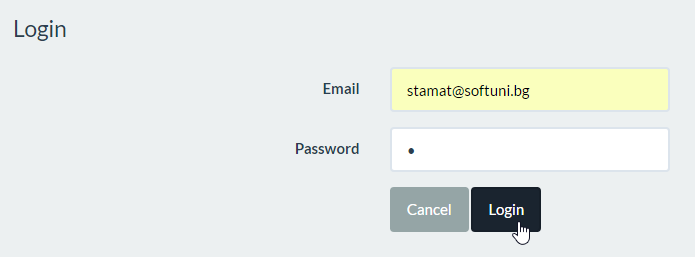 Login
Email stamat@softuni.bg
Password •
Cancel Login